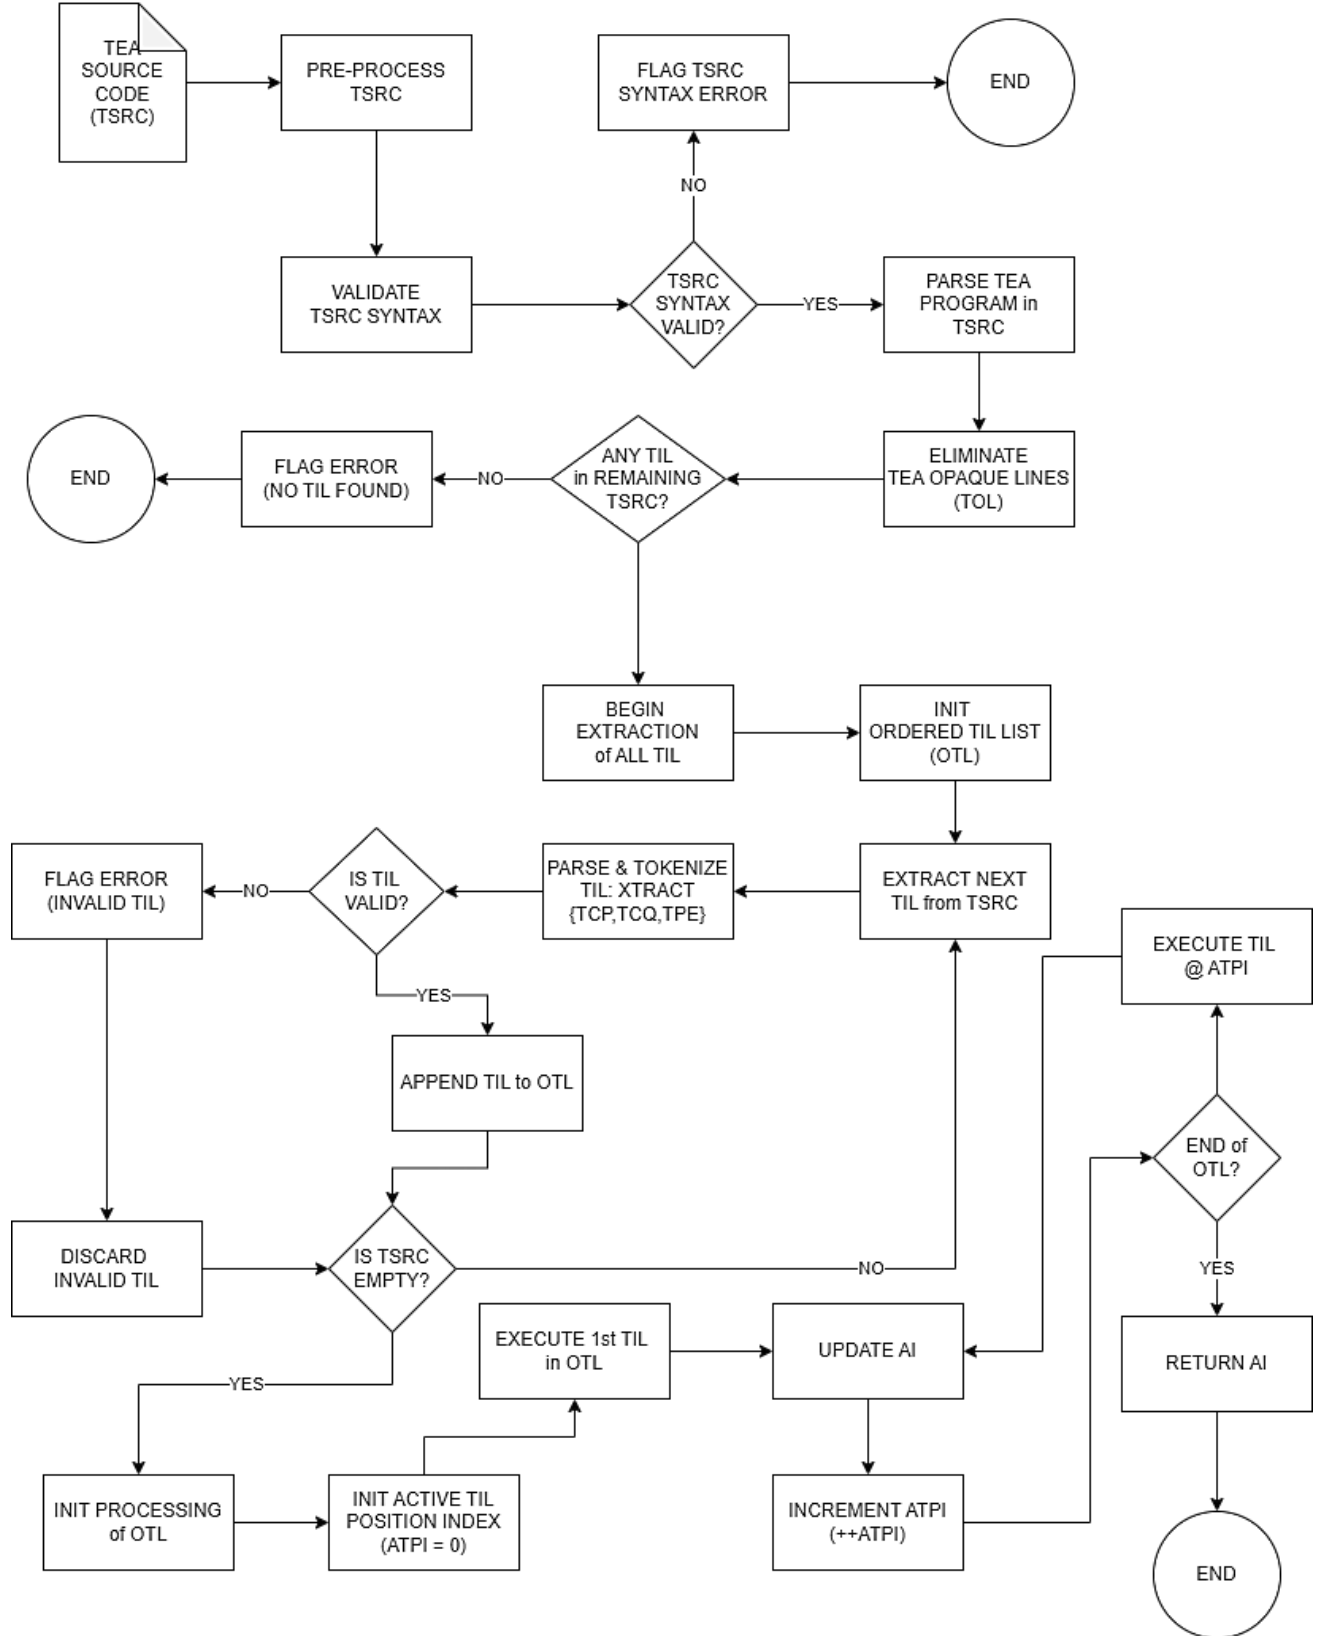 TEA
SOURCE
CODE
(TSRC)
PRE-PROCESS
TSRC
FLAG TSRC
SYNTAX ERROR
END
NO
VALIDATE
TSRC SYNTAX
TSRC
SYNTAX
VALID?
YES
PARSE TEA
PROGRAM in
TSRC
END
FLAG ERROR
(NO TIL FOUND)
NO
ANY TIL
in REMAINING
TSRC?
ELIMINATE
TEA OPAQUE LINES
(TOL)
BEGIN
EXTRACTION
of ALL TIL
INIT
ORDERED TIL LIST
(OTL)
FLAG ERROR
(INVALID TIL)
NO
IS TIL
VALID?
PARSE & TOKENIZE
TIL: XTRACT
{TCP,TCQ,TPE}
EXTRACT NEXT
TIL from TSRC
EXECUTE TIL
@ ATPI
YES
APPEND TIL to OTL
END of
OTL?
DISCARD
INVALID TIL
IS TSRC
EMPTY?
NO
YES
EXECUTE 1st TIL
in OTL
UPDATE AI
RETURN AI
YES
INIT PROCESSING
of OTL
INIT ACTIVE TIL
POSITION INDEX
(ATPI = 0)
INCREMENT ATPI
(++ATPI)
END